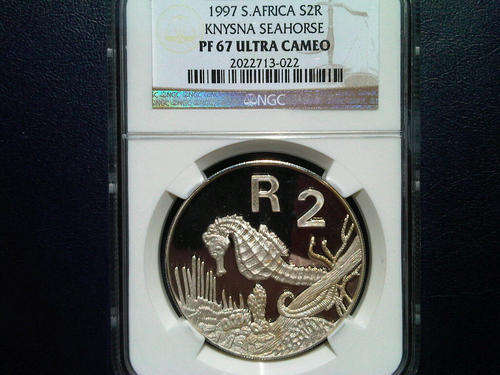 1997 S.AFRICA S2R
KNYSNA SEAHORSE
PF 67 ULTRA CAMEO
2022713-022
NGC
R 2